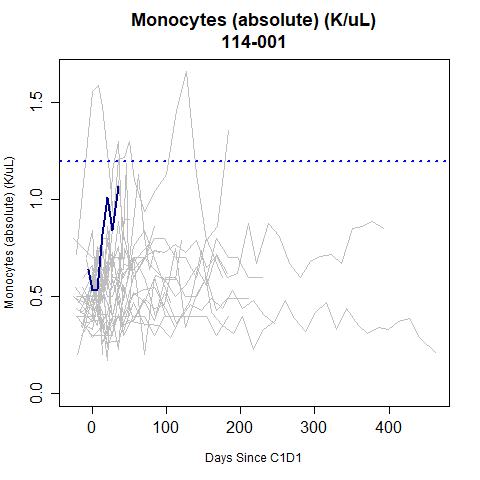 Monocytes (absolute) (K/uL)
114-001
Monocytes (absolute) (K/uL)
1.5
1.0
0.5
0.0
0 100 200 300 400
Days Since C1D1